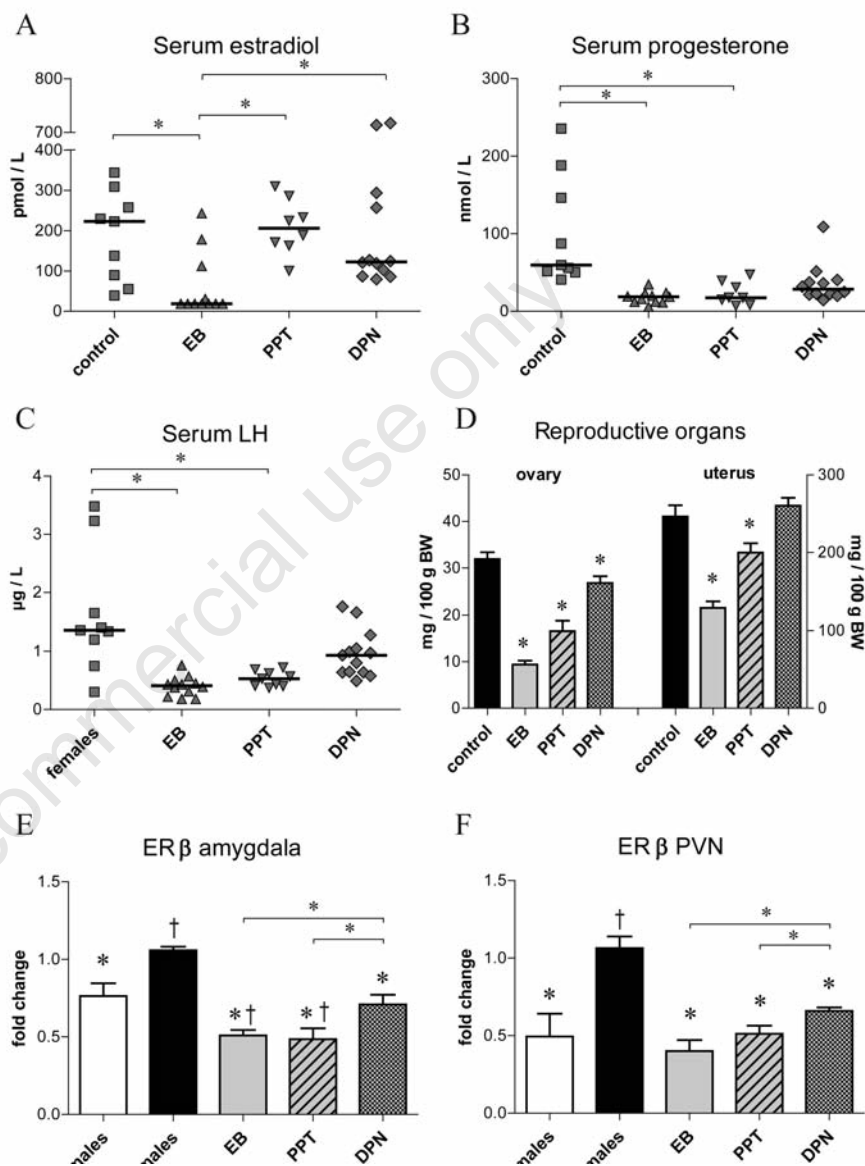 A
Serum estradiol
pmol / L
800
700
400
300
200
100
0
*
*
*
control
EB
PPT
DPN
B
Serum progesterone
nmol / L
300
200
100
0
*
*
control
EB
PPT
DPN
C
Serum LH
µg / L
4
3
2
1
0
*
*
females
EB
PPT
DPN
D
Reproductive organs
ovary
uterus
mg / 100 g BW
50
40
30
20
10
0
*
*
*
*
*
300
200
100
0
mg / 100 g BW
control
EB
PPT
DPN
control
EB
PPT
DPN
E
ER β amygdala
fold change
1.5
1.0
0.5
0.0
*
†
*†
*†
*
*
*
males
males
EB
PPT
DPN
F
ER β PVN
fold change
1.5
1.0
0.5
0.0
*
†
*
*
*
*
*
males
males
EB
PPT
DPN
commercial use only